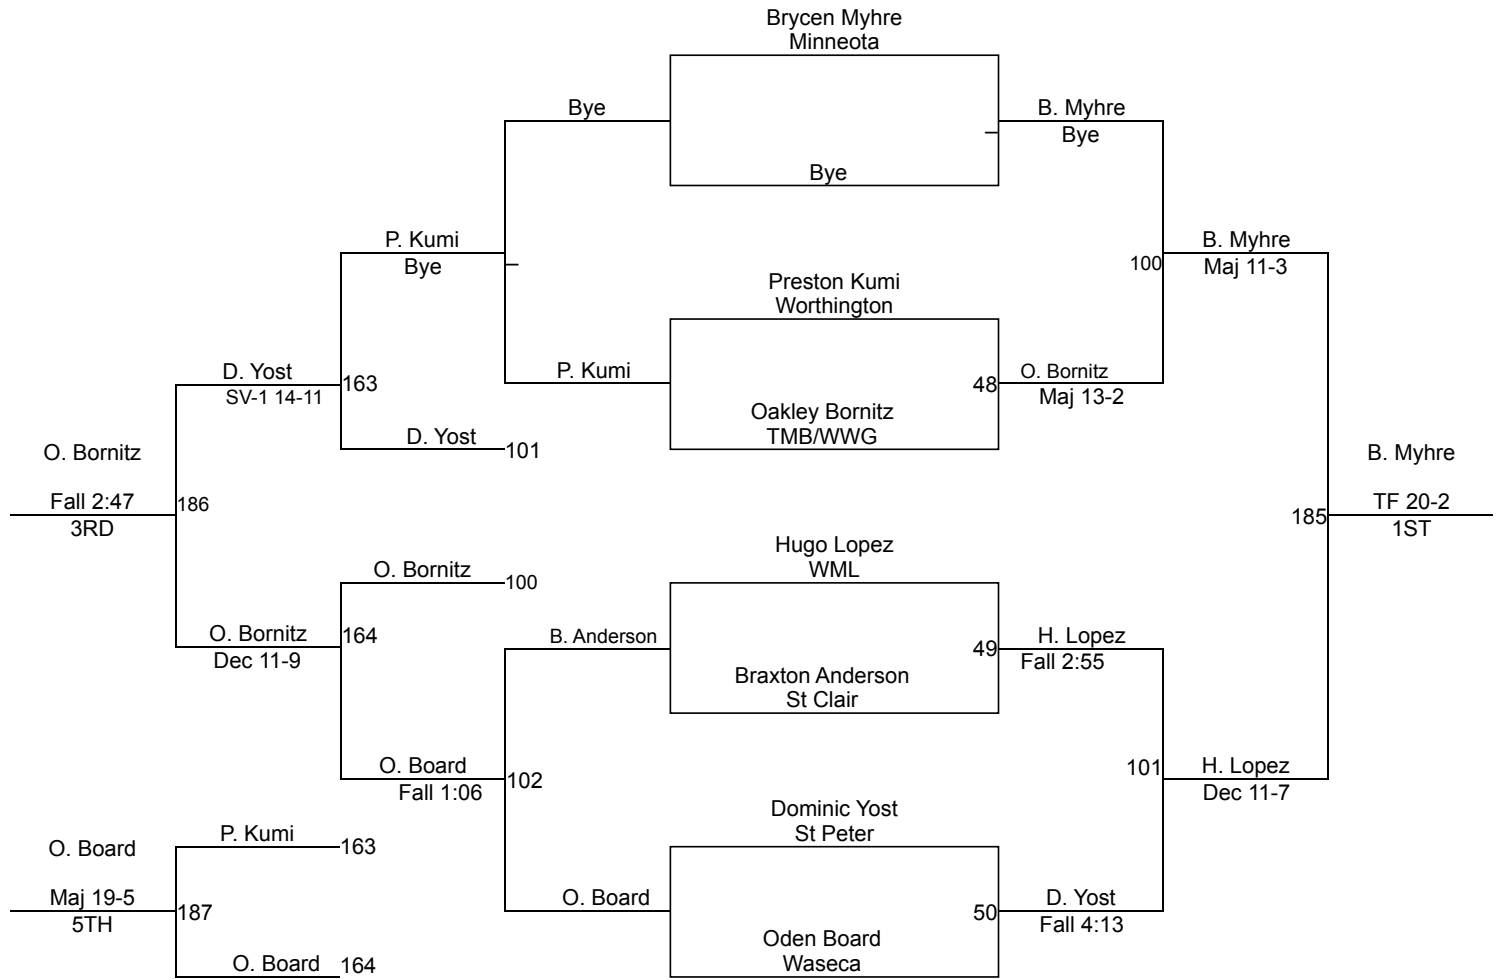 Brycen Myhre
Minneota
Bye
B. Myhre
Bye
Bye
P. Kumi
Bye
B. Myhre
Maj 11-3
100
Preston Kumi
Worthington
D. Yost
SV-1 14-11
163
P. Kumi
48
O. Bornitz
Maj 13-2
Oakley Bornitz
TMB/WWG
D. Yost
101
O. Bornitz
Fall 2:47
3RD
186
B. Myhre
TF 20-2
1ST
185
Hugo Lopez
WML
O. Bornitz
100
O. Bornitz
Dec 11-9
164
B. Anderson
49
H. Lopez
Fall 2:55
Braxton Anderson
St Clair
O. Board
Fall 1:06
102
101
H. Lopez
Dec 11-7
Dominic Yost
St Peter
P. Kumi
163
O. Board
Maj 19-5
5TH
187
O. Board
50
D. Yost
Fall 4:13
Oden Board
Waseca
O. Board
164